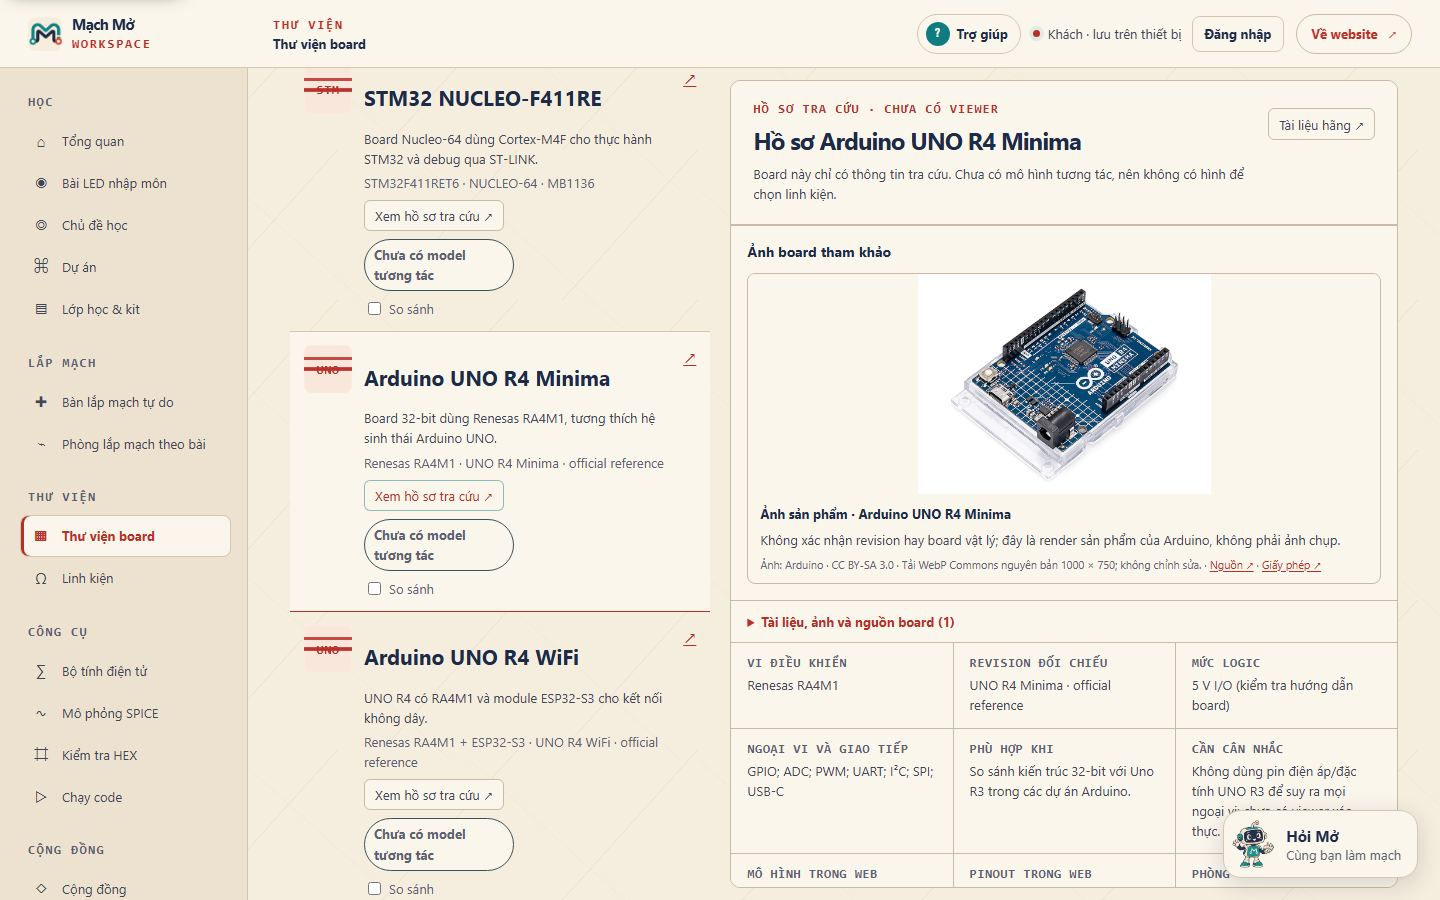 Mạch Mở
WORKSPACE
THƯ VIỆN
Thư viện board
? Trợ giúp
Khách · lưu trên thiết bị
Đăng nhập
Về website ↗
HỌC
Tổng quan
Bài LED nhập môn
Chủ đề học
Dự án
Lớp học & kit
LẮP MẠCH
Bàn lắp mạch tự do
Phòng lắp mạch theo bài
THƯ VIỆN
Thư viện board
Linh kiện
CÔNG CỤ
Bộ tính điện tử
Mô phỏng SPICE
Kiểm tra HEX
Chạy code
CỘNG ĐỒNG
Cộng đồng
STM
STM32 NUCLEO-F411RE
↗
Board Nucleo-64 dùng Cortex-M4F cho thực hành
STM32 và debug qua ST-LINK.
STM32F411RET6 · NUCLEO-64 · MB1136
Xem hồ sơ tra cứu ↗
Chưa có model
tương tác
So sánh
UNO
Arduino UNO R4 Minima
↗
Board 32-bit dùng Renesas RA4M1, tương thích hệ
sinh thái Arduino UNO.
Renesas RA4M1 · UNO R4 Minima · official reference
Xem hồ sơ tra cứu ↗
Chưa có model
tương tác
So sánh
UNO
Arduino UNO R4 WiFi
↗
UNO R4 có RA4M1 và module ESP32-S3 cho kết nối
không dây.
Renesas RA4M1 + ESP32-S3 · UNO R4 WiFi · official
reference
Xem hồ sơ tra cứu ↗
Chưa có model
tương tác
So sánh
HỒ SƠ TRA CỨU · CHƯA CÓ VIEWER
Hồ sơ Arduino UNO R4 Minima
Tài liệu hãng ↗
Board này chỉ có thông tin tra cứu. Chưa có mô hình tương tác, nên không có hình để
chọn linh kiện.
Ảnh board tham khảo
UNO R4
MINIMA
ARDUINO
Ảnh sản phẩm · Arduino UNO R4 Minima
Không xác nhận revision hay board vật lý; đây là render sản phẩm của Arduino, không phải ảnh chụp.
Ảnh: Arduino · CC BY-SA 3.0 · Tải WebP Commons nguyên bản 1000 × 750; không chỉnh sửa. · Nguồn ↗ · Giấy phép ↗
Tài liệu, ảnh và nguồn board (1)
VI ĐIỀU KHIỂN
Renesas RA4M1
REVISION ĐỐI CHIẾU
UNO R4 Minima · official
reference
MỨC LOGIC
5 V I/O (kiểm tra hướng dẫn
board)
NGOẠI VI VÀ GIAO TIẾP
GPIO; ADC; PWM; UART; I²C; SPI;
USB-C
PHÙ HỢP KHI
So sánh kiến trúc 32-bit với Uno
R3 trong các dự án Arduino.
CẦN CÂN NHẮC
Không dùng pin điện áp/đặc
tính UNO R3 để suy ra mọi
ngoại vi; chưa có viewer xác
thực.
MÔ HÌNH TRONG WEB
PINOUT TRONG WEB
PHÒNG
Hỏi Mở
Cùng bạn làm mạch